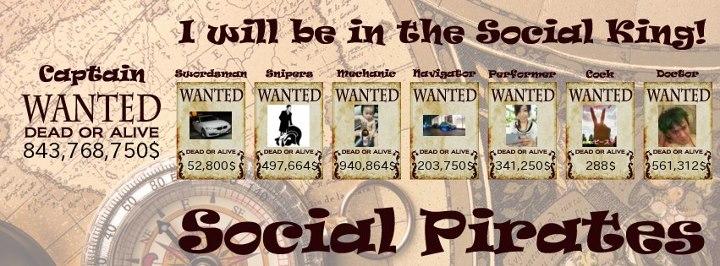 I will be in the Social King!
Captain
WANTED
DEAD OR ALIVE
843,768,750$
Swordsman
WANTED
DEAD OR ALIVE
52,800$
Snipers
WANTED
DEAD OR ALIVE
497,664$
Mechanic
WANTED
DEAD OR ALIVE
940,864$
Navigator
WANTED
DEAD OR ALIVE
203,750$
Performer
WANTED
DEAD OR ALIVE
341,250$
Cock
WANTED
DEAD OR ALIVE
288$
Doctor
WANTED
DEAD OR ALIVE
561,312$
Social Pirates